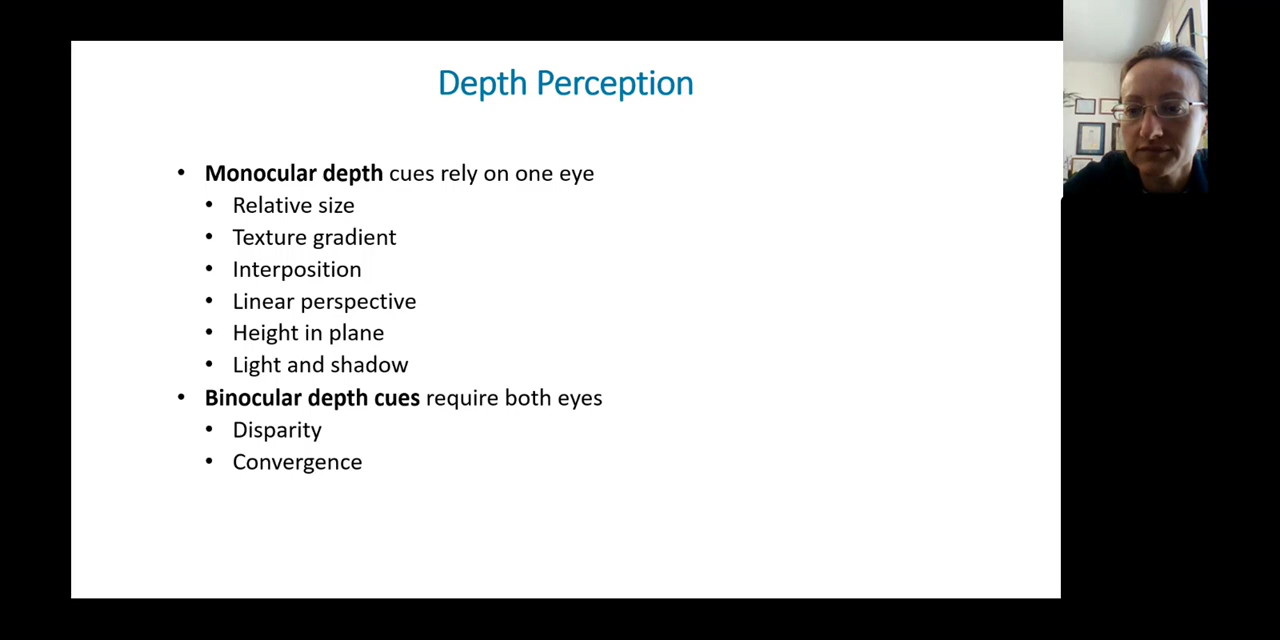 Depth Perception
• Monocular depth cues rely on one eye
• Relative size
• Texture gradient
• Interposition
• Linear perspective
• Height in plane
• Light and shadow
• Binocular depth cues require both eyes
• Disparity
• Convergence